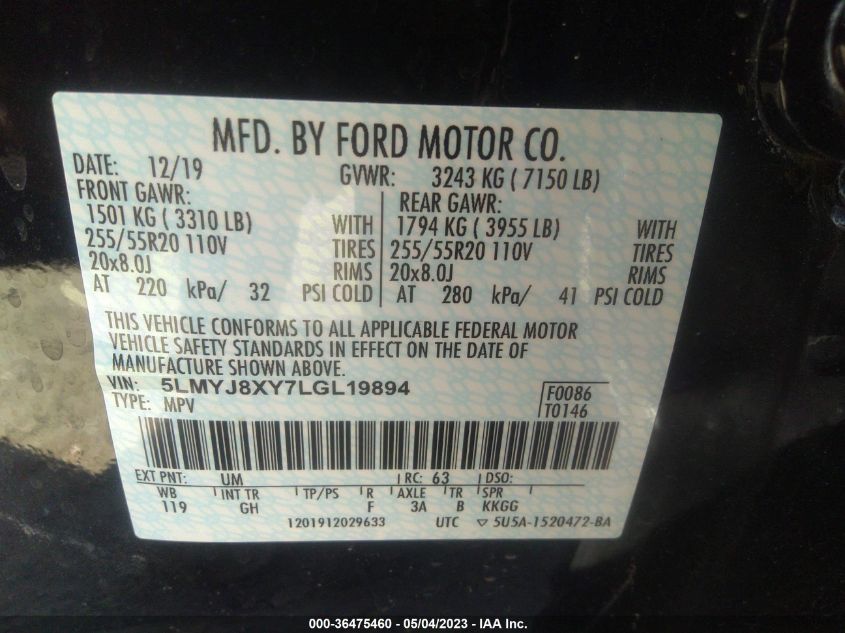 MFD. BY FORD MOTOR CO.
DATE: 12/19 GVWR: 3243 KG ( 7150 LB)
FRONT GAWR: REAR GAWR:
1501 KG ( 3310 LB) WITH 1794 KG ( 3955 LB) WITH
255/55R20 110V TIRES 255/55R20 110V TIRES
20x8.0J RIMS 20x8.0J RIMS
AT 220 kPa/ 32 PSI COLD AT 280 kPa/ 41 PSI COLD
THIS VEHICLE CONFORMS TO ALL APPLICABLE FEDERAL MOTOR
VEHICLE SAFETY STANDARDS IN EFFECT ON THE DATE OF
MANUFACTURE SHOWN ABOVE.
VIN: 5LMYJ8XY7LGL19894 F0086
TYPE: MPV T0146
EXT PNT: UM RC: 63 DSO:
WB INT TR TP/PS R AXLE TR SPR
119 GH F 3A B KKGG
1201912029633 UTC ▽ 5U5A-1520472-BA
000-36475460 - 05/04/2023 - IAA Inc.